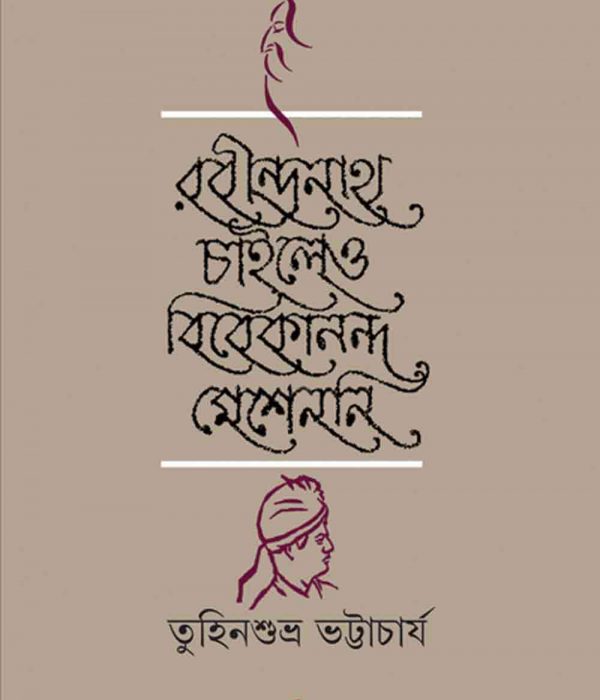 রবীন্দ্রনাথ
চাইলেও
বিবেকানন্দ
মেশেননি
তুহিনশুভ্র ভট্টাচার্য